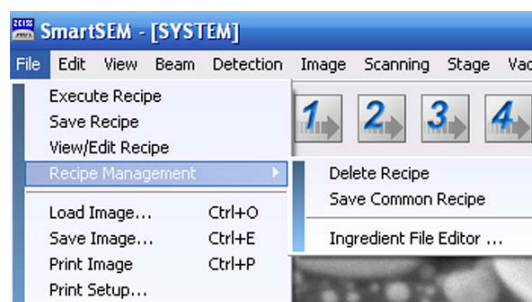 SmartSEM - [SYSTEM]
File Edit View Beam Detection Image Scanning Stage
Execute Recipe
Save Recipe
View/Edit Recipe
Recipe Management
Load Image... Ctrl+O
Save Image... Ctrl+E
Print Image Ctrl+P
Print Setup...
1 2 3 4
Delete Recipe
Save Common Recipe
Ingredient File Editor ...